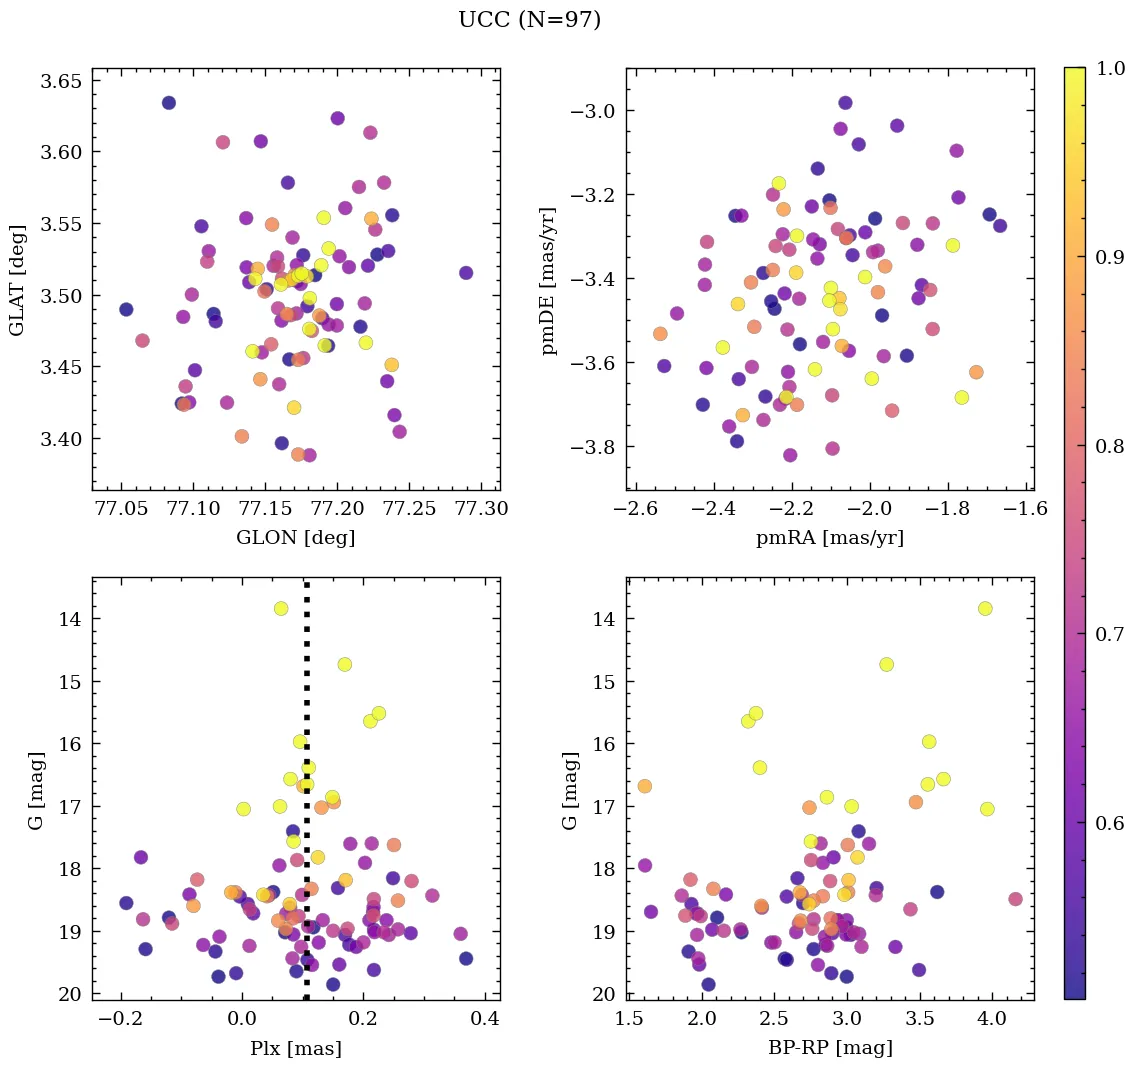 UCC (N=97)
3.65
3.60
3.55
3.50
3.45
3.40
GLAT [deg]
77.05 77.10 77.15 77.20 77.25 77.30
GLON [deg]
−3.0
−3.2
−3.4
−3.6
−3.8
pmDE [mas/yr]
−2.6 −2.4 −2.2 −2.0 −1.8 −1.6
pmRA [mas/yr]
14
15
16
17
18
19
20
G [mag]
−0.2 0.0 0.2 0.4
Plx [mas]
14
15
16
17
18
19
20
G [mag]
1.5 2.0 2.5 3.0 3.5 4.0
BP-RP [mag]
1.0
0.9
0.8
0.7
0.6